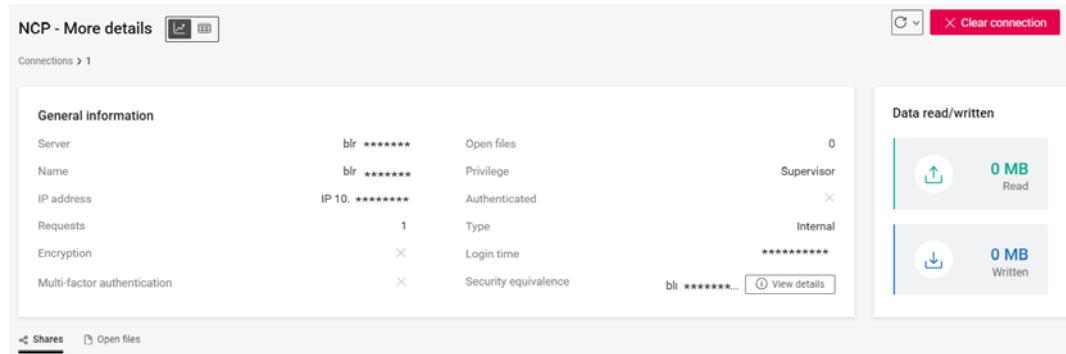 NCP - More details
Clear connection
Connections > 1
General information
Server blr *******
Name blr *******
IP address IP 10. ********
Requests 1
Encryption
Multi-factor authentication
Open files 0
Privilege Supervisor
Authenticated
Type Internal
Login time **********
Security equivalence blr *******... View details
Data read/written
0 MB
Read
0 MB
Written
Shares Open files